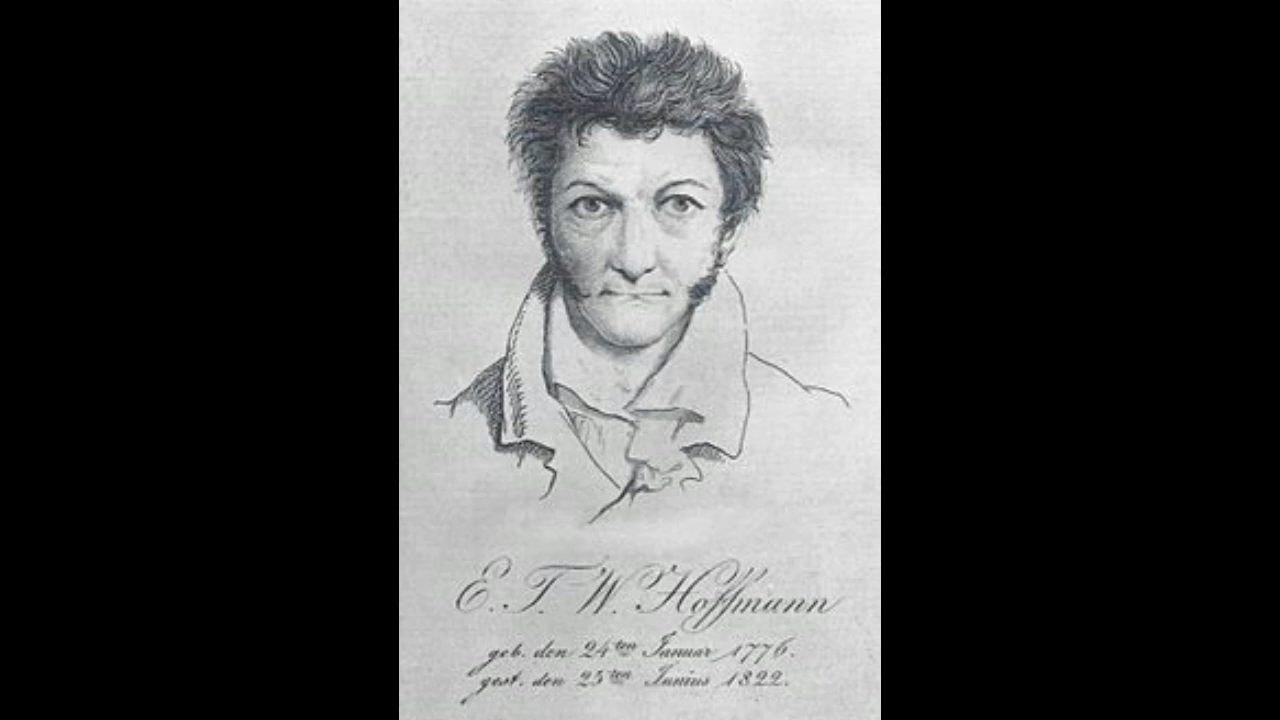 E. T. W. Hoffmann
geb. den 24ten Januar 1776.
gest. den 25ten Junius 1822.